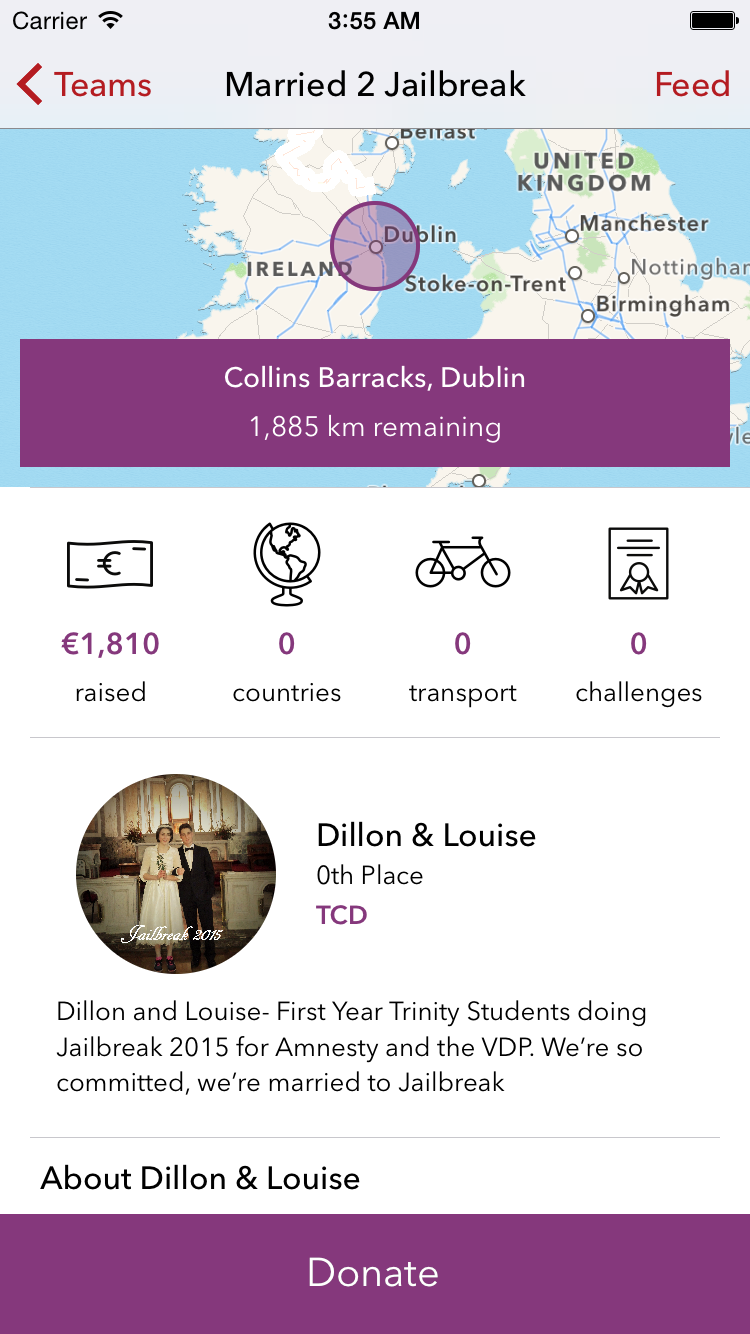 Carrier 3:55 AM
Teams Married 2 Jailbreak Feed
Belfast
UNITED
KINGDOM
Manchester
Dublin
IRELAND
Nottingham
Stoke-on-Trent
Birmingham
Collins Barracks, Dublin
1,885 km remaining
€
€1,810 0 0 0
raised countries transport challenges
Dillon & Louise
0th Place
TCD
Jailbreak 2015
Dillon and Louise- First Year Trinity Students doing
Jailbreak 2015 for Amnesty and the VDP. We’re so
committed, we’re married to Jailbreak
About Dillon & Louise
Donate